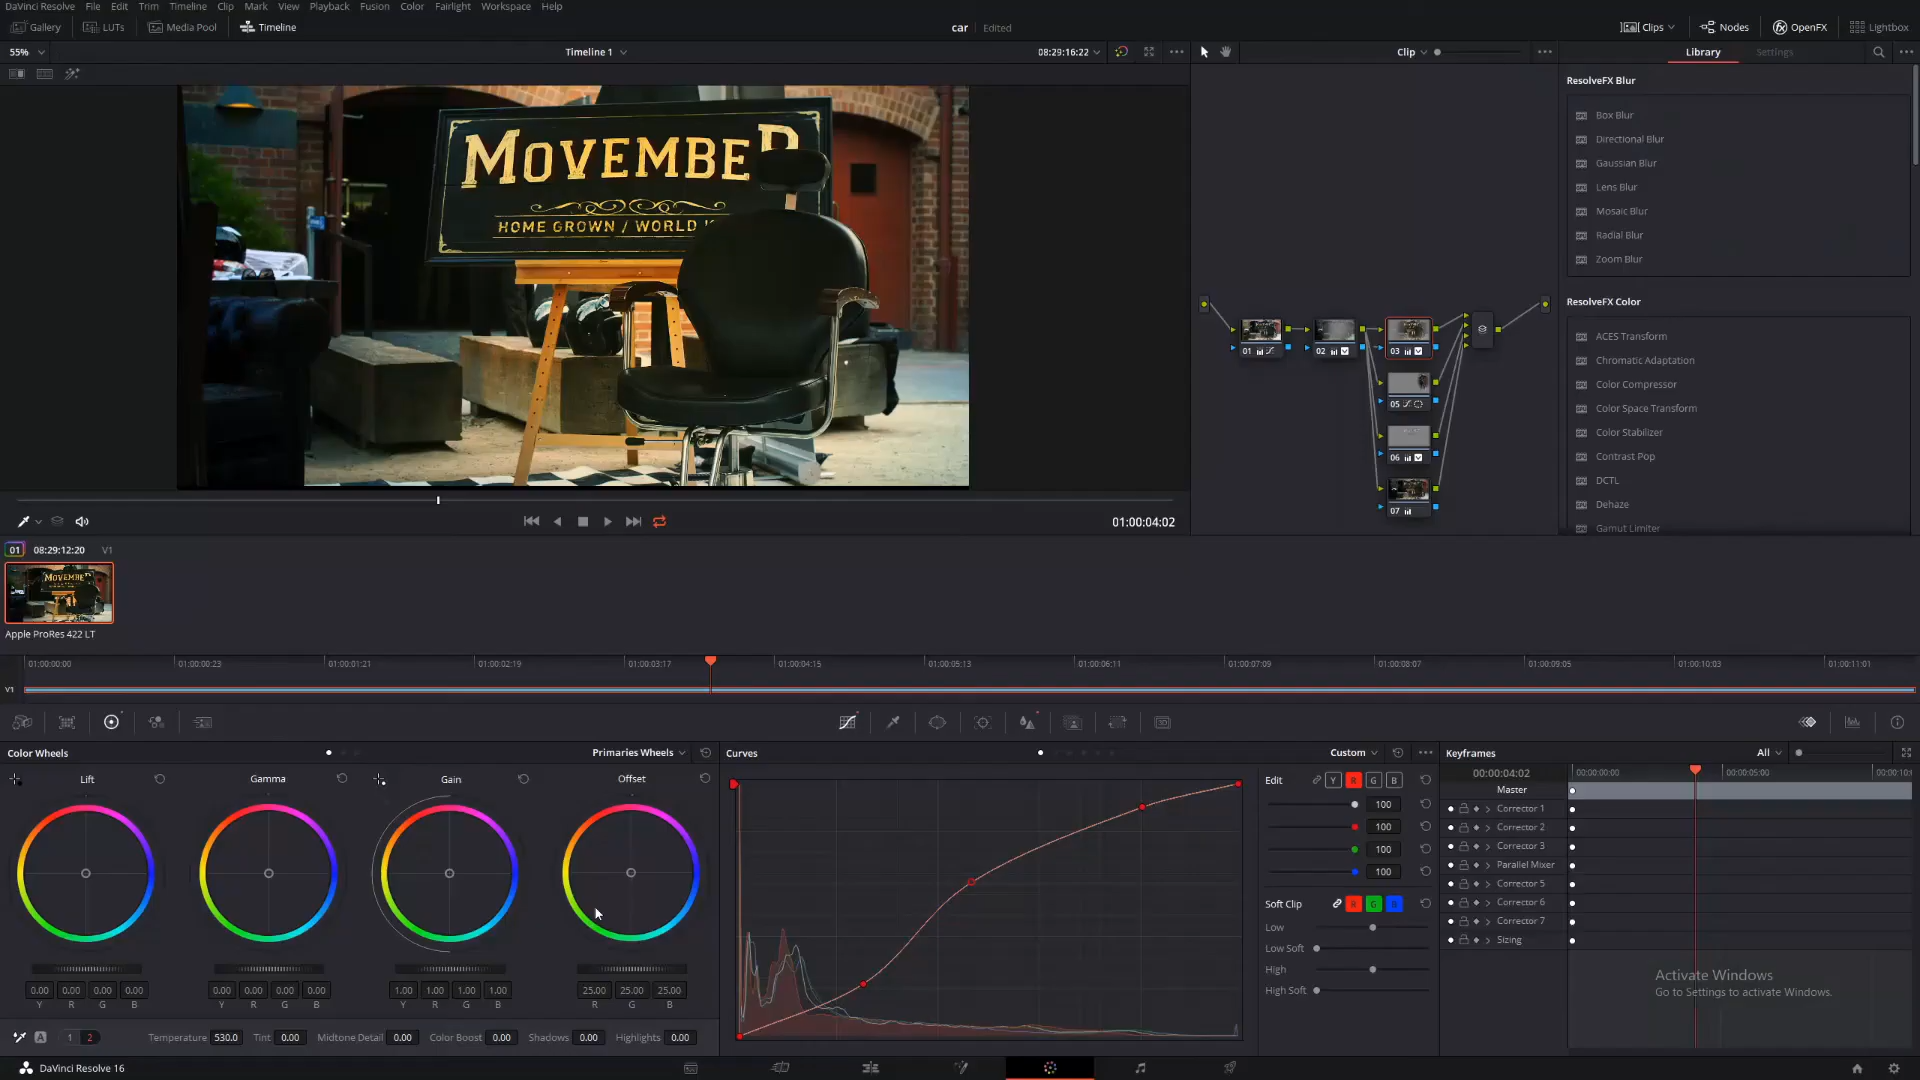 DaVinci Resolve File Edit Trim Timeline Clip Mark View Playback Fusion Color Fairlight Workspace Help
Gallery LUTs Media Pool Timeline car Edited Clips Nodes OpenFX Lightbox
55% Timeline 1 08:29:16:22 Clip Library Settings
ResolveFX Blur
Box Blur
Directional Blur
Gaussian Blur
Lens Blur
Mosaic Blur
Radial Blur
Zoom Blur
ResolveFX Color
ACES Transform
Chromatic Adaptation
Color Compressor
Color Space Transform
Color Stabilizer
Contrast Pop
DCTL
Dehaze
Gamut Limiter
MOVEMBER
HOME GROWN / WORLD
01 02 03
05
06
07
01:00:04:02
01 08:29:12:20 V1
Apple ProRes 422 LT
01:00:00:00 01:00:00:23 01:00:01:21 01:00:02:19 01:00:03:17 01:00:04:15 01:00:05:13 01:00:06:11 01:00:07:09 01:00:08:07 01:00:09:05 01:00:10:03 01:00:11:01
V1
Color Wheels Primaries Wheels
Lift Gamma Gain Offset
0.00 0.00 0.00 0.00 0.00 0.00 0.00 0.00 1.00 1.00 1.00 1.00 25.00 25.00 25.00
Y R G B Y R G B Y R G B R G B
A 1 2 Temperature 530.0 Tint 0.00 Midtone Detail 0.00 Color Boost 0.00 Shadows 0.00 Highlights 0.00
Curves Custom
Edit Y R G B
100
100
100
100
Soft Clip R G B
Low
Low Soft
High
High Soft
Keyframes All
00:00:04:02 00:00:00:00 00:00:05:00
Master
Corrector 1
Corrector 2
Corrector 3
Parallel Mixer
Corrector 5
Corrector 6
Corrector 7
Sizing
Activate Windows
Go to Settings to activate Windows.
DaVinci Resolve 16